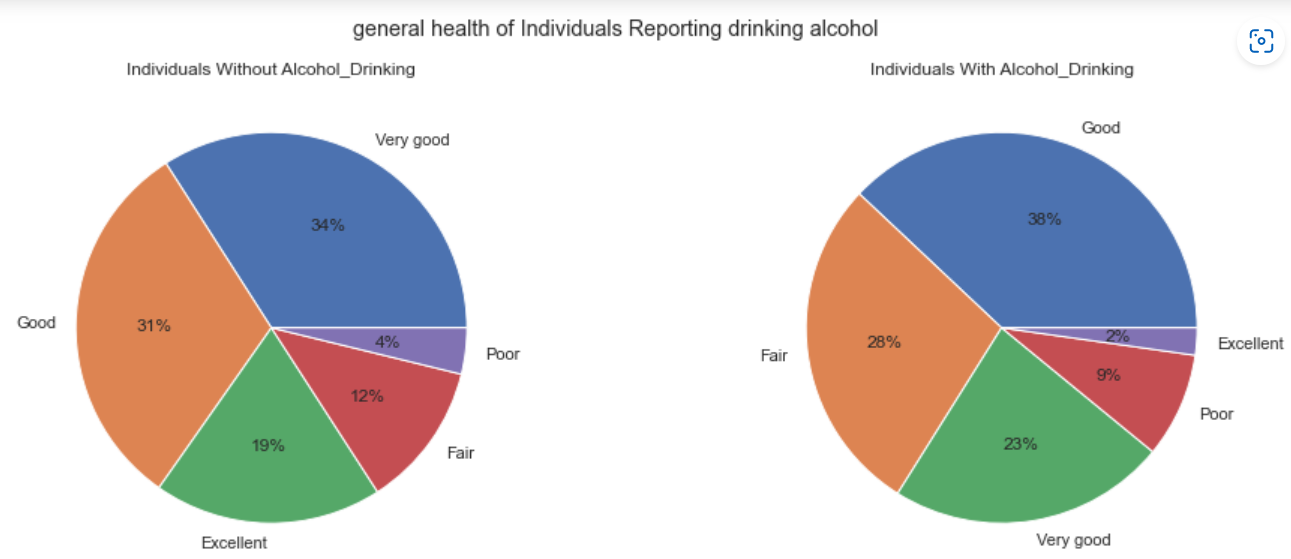 general health of Individuals Reporting drinking alcohol
Individuals Without Alcohol_Drinking
Very good
34%
Good
31%
4%
Poor
12%
19%
Fair
Excellent
Individuals With Alcohol_Drinking
Good
38%
Fair
28%
2%
Excellent
9%
Poor
23%
Very good